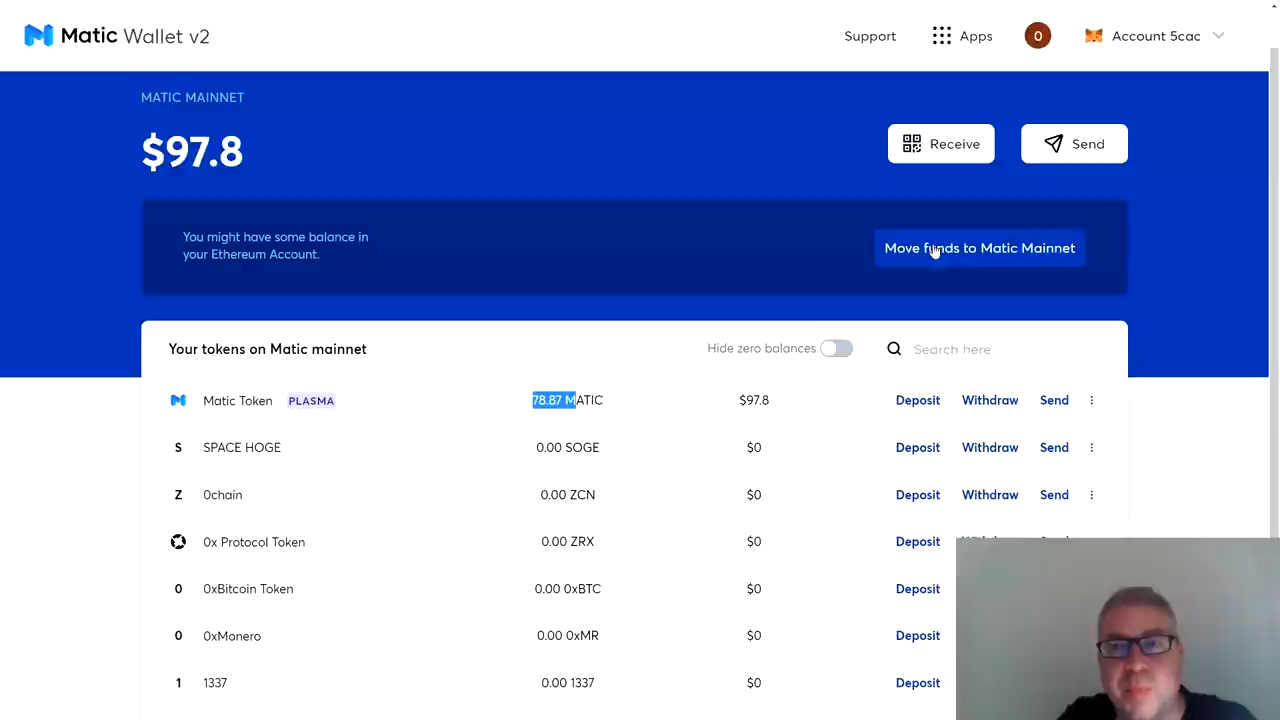 Matic Wallet v2
Support
Apps
0
Account 5cac
MATIC MAINNET
$97.8
Receive
Send
You might have some balance in
your Ethereum Account.
Move funds to Matic Mainnet
Your tokens on Matic mainnet
Hide zero balances
Search here
Matic Token PLASMA 78.87 MATIC $97.8 Deposit Withdraw Send
S SPACE HOGE 0.00 SOGE $0 Deposit Withdraw Send
Z 0chain 0.00 ZCN $0 Deposit Withdraw Send
0x Protocol Token 0.00 ZRX $0 Deposit
0 0xBitcoin Token 0.00 0xBTC $0 Deposit
0 0xMonero 0.00 0xMR $0 Deposit
1 1337 0.00 1337 $0 Deposit